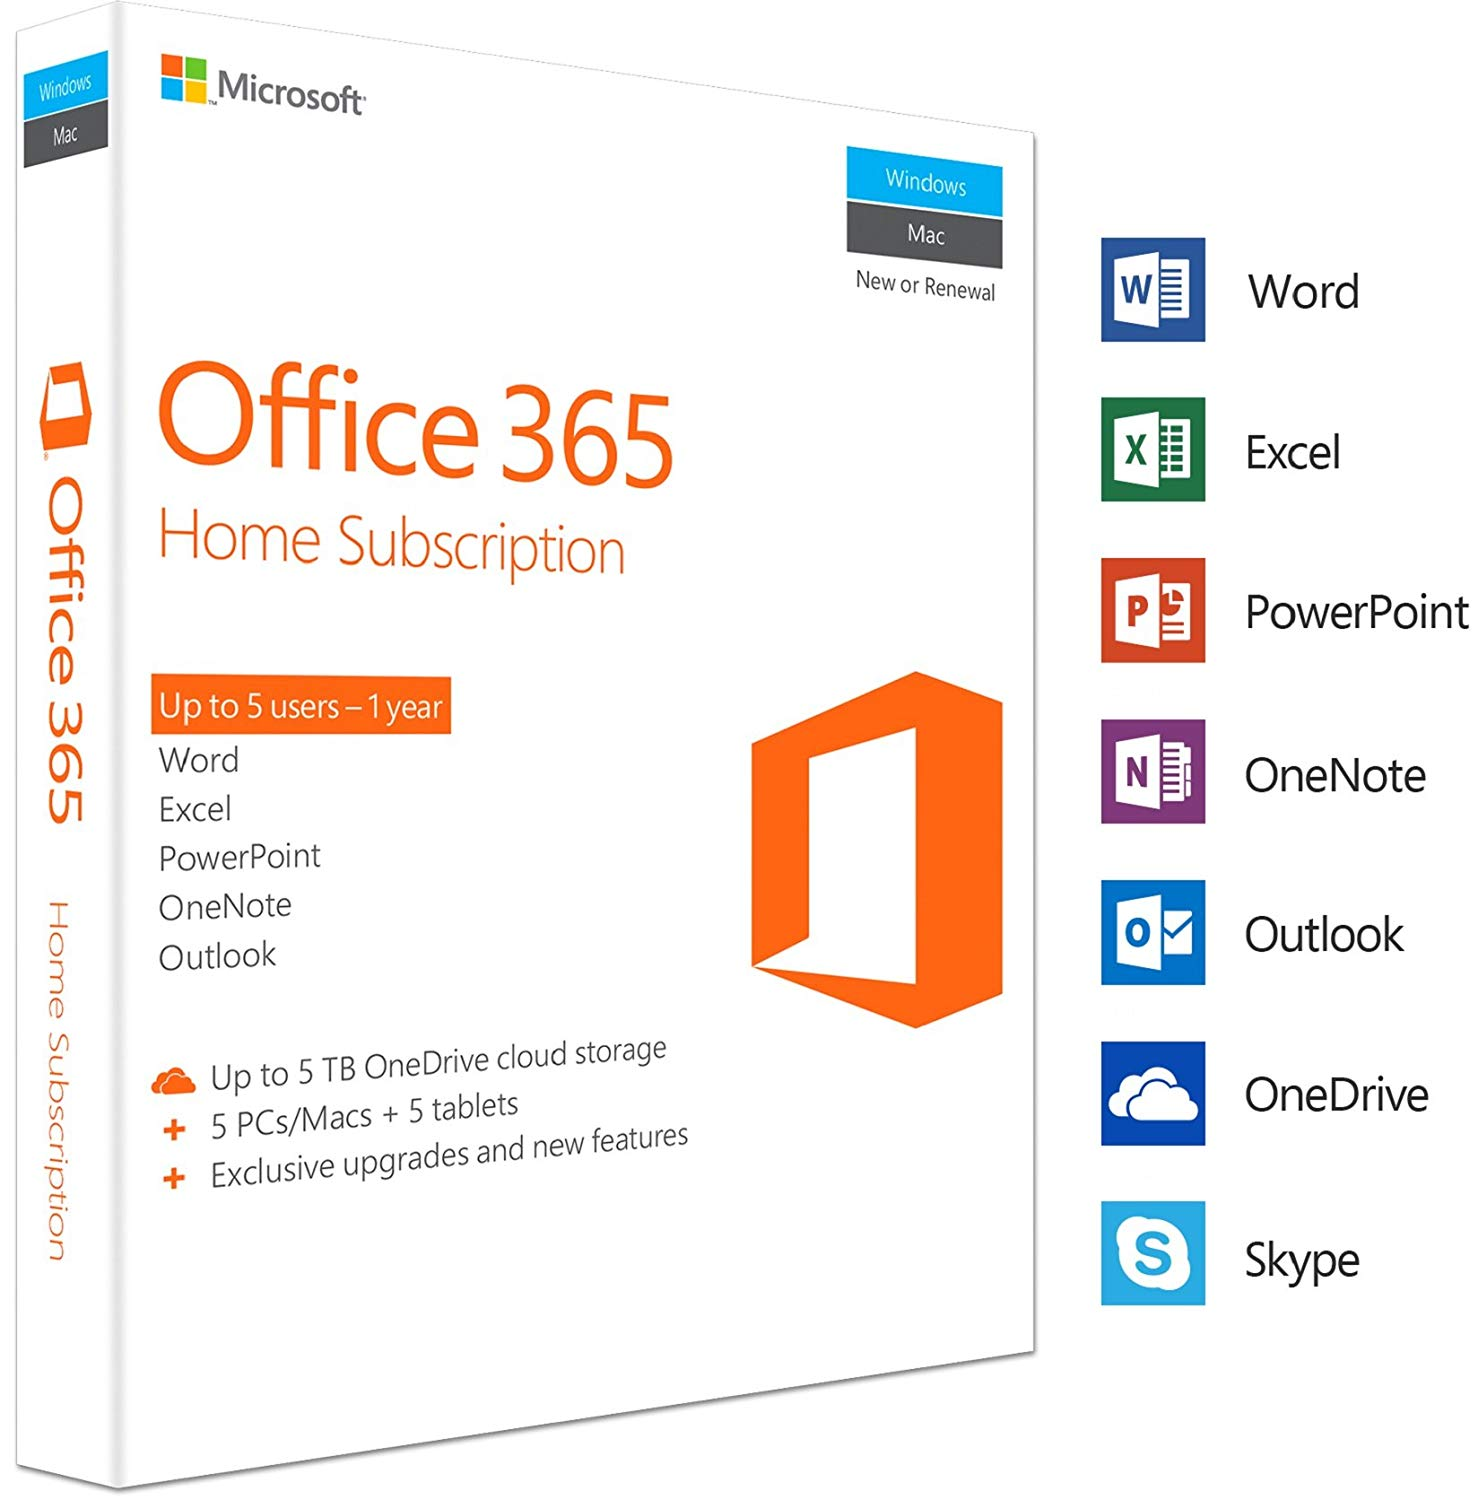 Windows
Mac
Office 365
Home Subscription
Microsoft
Windows
Mac
New or Renewal
Office 365
Home Subscription
Up to 5 users – 1 year
Word
Excel
PowerPoint
OneNote
Outlook
Up to 5 TB OneDrive cloud storage
+ 5 PCs/Macs + 5 tablets
+ Exclusive upgrades and new features
W Word
X Excel
P PowerPoint
N OneNote
O Outlook
OneDrive
S Skype